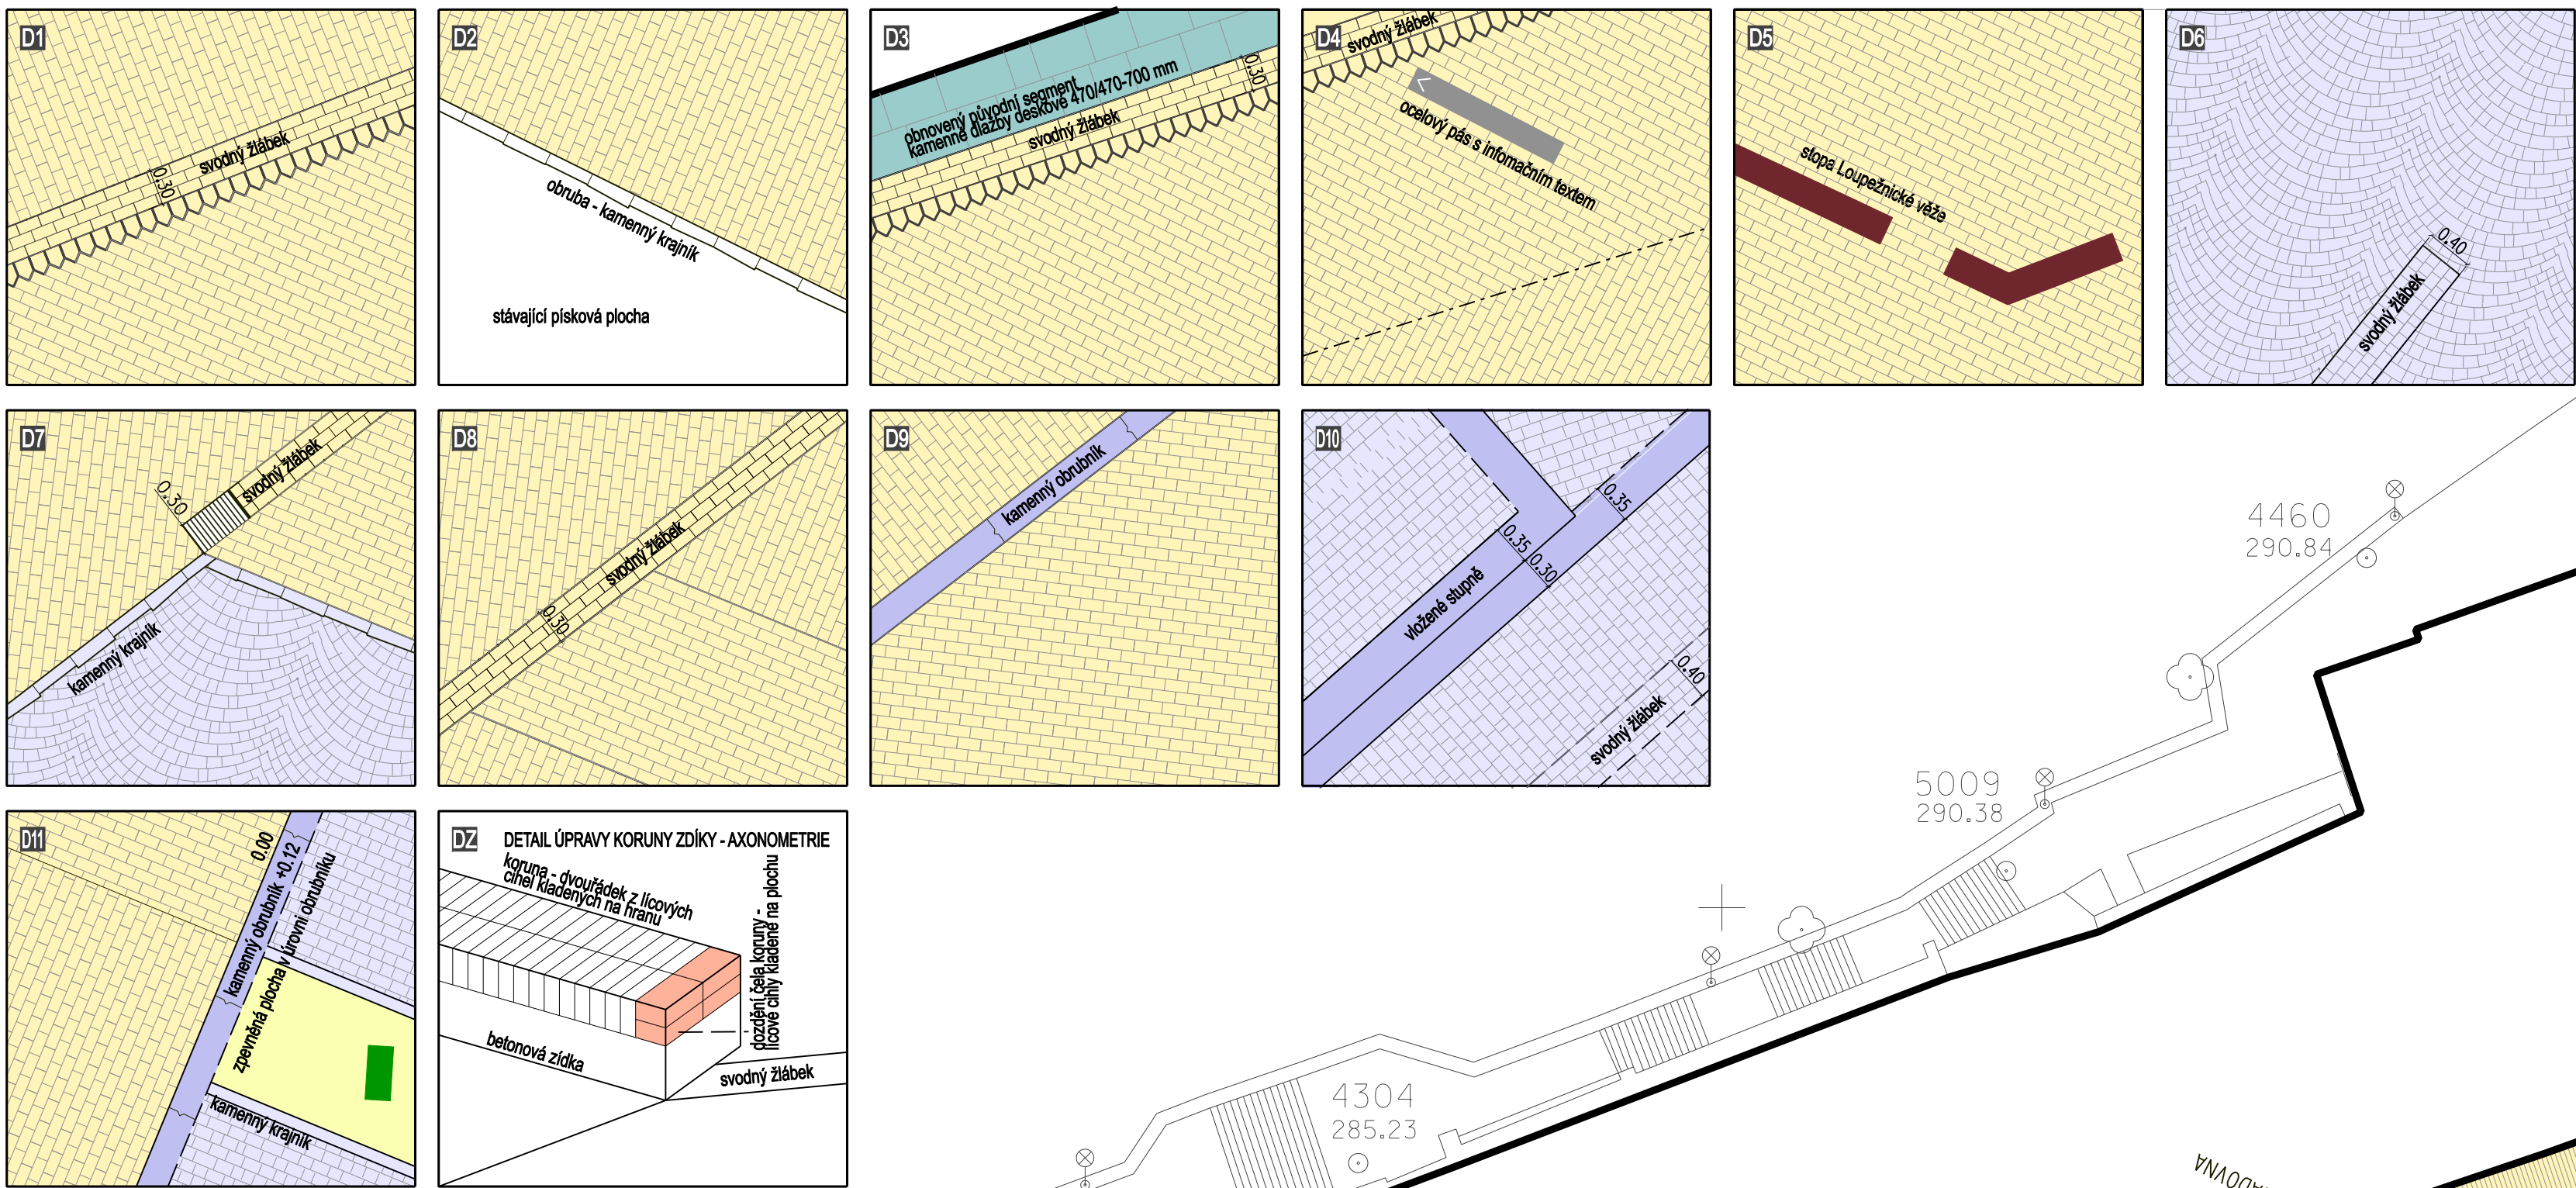 D1
svodný žlábek
0.30
D2
obruba - kamenný krajník
stávající písková plocha
D3
obnovený původní segment
kamenné dlažby deskové 470/470-700 mm
svodný žlábek
0.30
D4
svodný žlábek
ocelový pás s infomačním textem
D5
stopa Loupežnické věže
D6
0.40
svodný žlábek
D7
svodný žlábek
0.30
kamenný krajník
D8
svodný žlábek
0.30
D9
kamenný obrubník
D10
0.35
0.35
0.30
vložené stupně
0.40
svodný žlábek
D11
0.00
kamenný obrubník +0.12
zpevněná plocha v úrovni obrubníku
kamenný krajník
DZ
DETAIL ÚPRAVY KORUNY ZDÍKY - AXONOMETRIE
koruna - dvouřádek z lícových
cihel kladených na hranu
dozdění čela koruny -
lícové cihly kladené na plochu
betonová zídka
svodný žlábek
4460
290.84
5009
290.38
4304
285.23